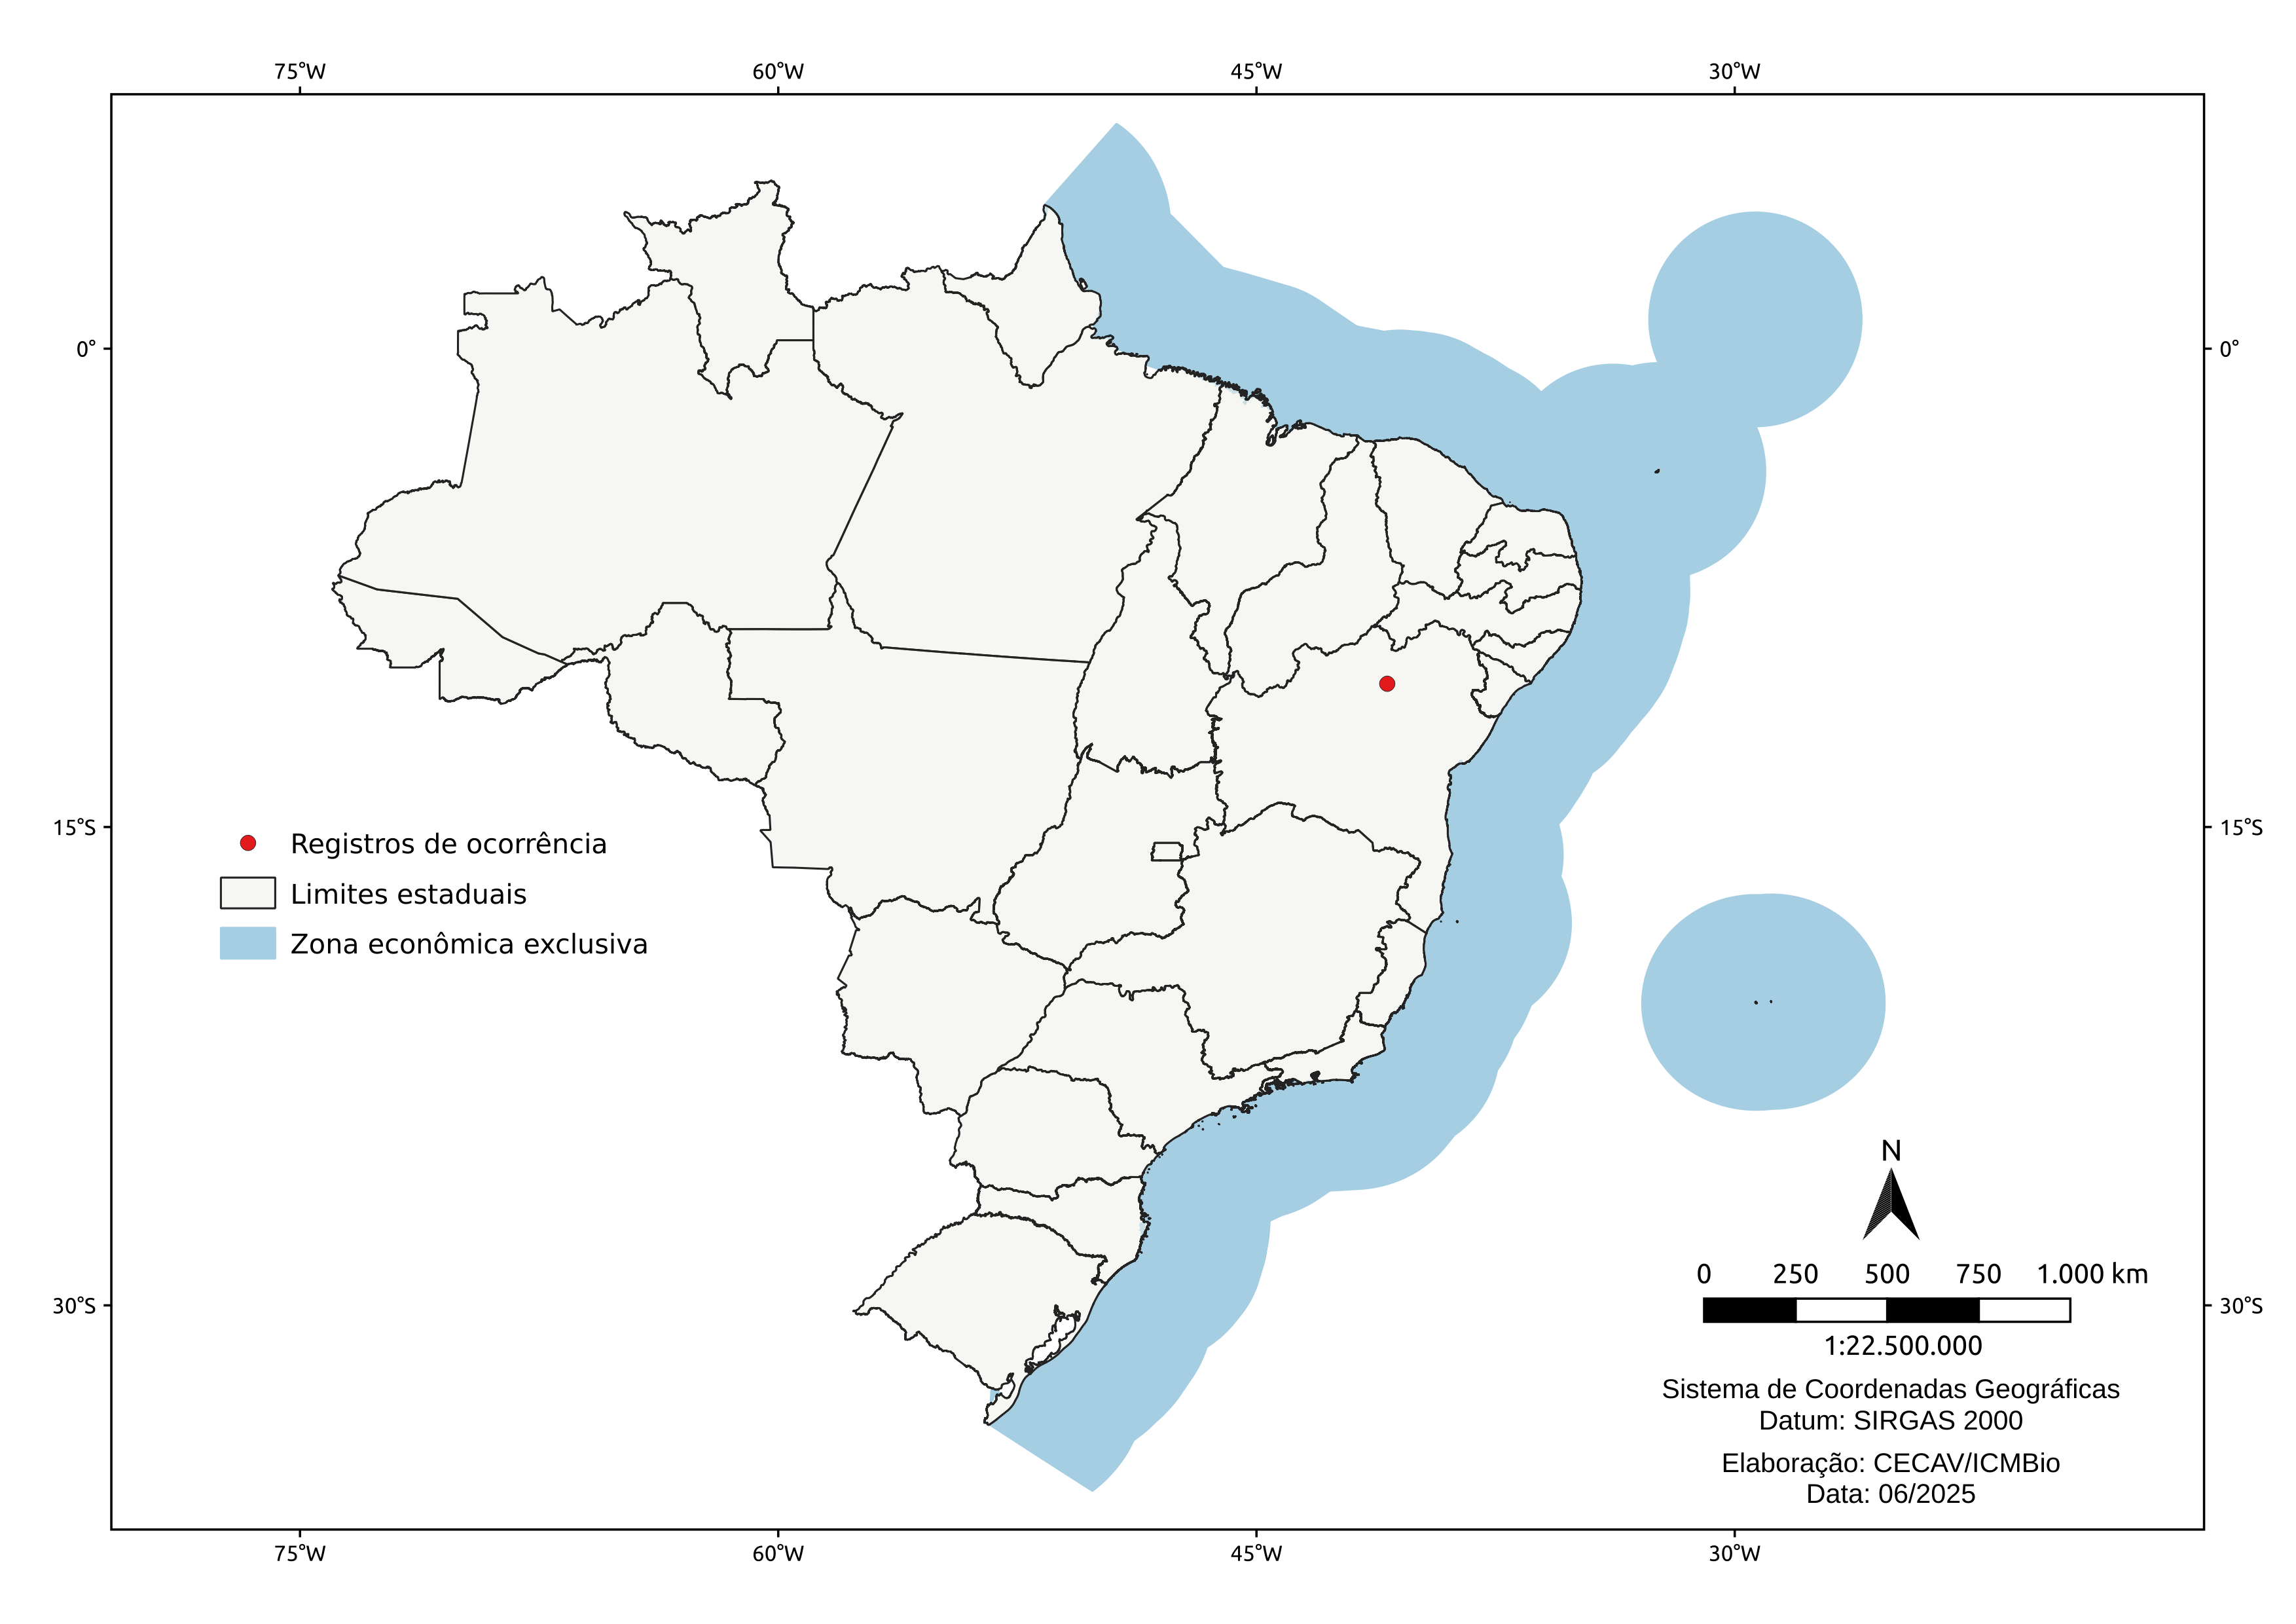 75°W 60°W 45°W 30°W
0° 0°
15°S 15°S
Registros de ocorrência
Limites estaduais
Zona econômica exclusiva
N
0 250 500 750 1.000 km
30°S 30°S
1:22.500.000
Sistema de Coordenadas Geográficas
Datum: SIRGAS 2000
Elaboração: CECAV/ICMBio
Data: 06/2025
75°W 60°W 45°W 30°W